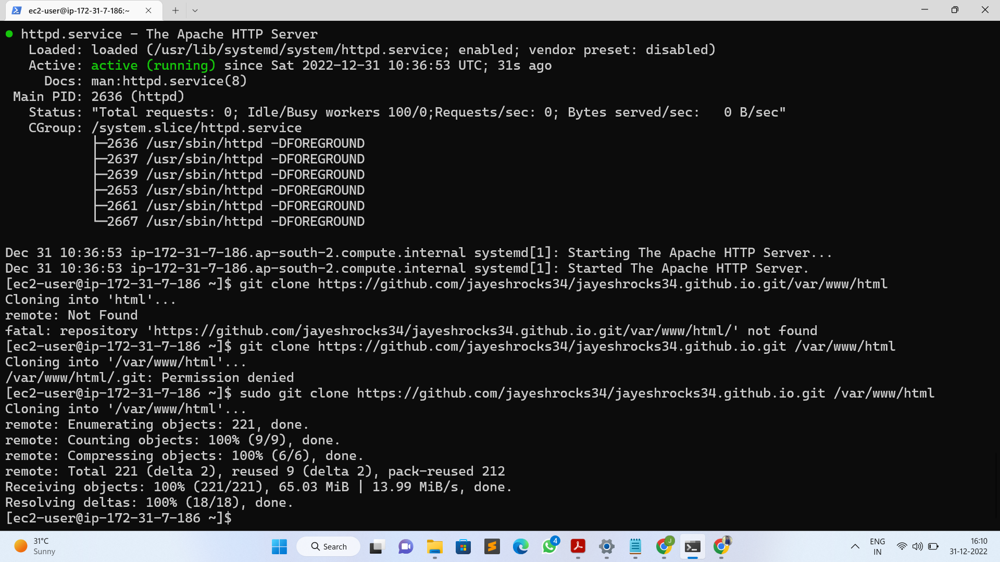 ec2-user@ip-172-31-7-186:~
● httpd.service - The Apache HTTP Server
Loaded: loaded (/usr/lib/systemd/system/httpd.service; enabled; vendor preset: disabled)
Active: active (running) since Sat 2022-12-31 10:36:53 UTC; 31s ago
Docs: man:httpd.service(8)
Main PID: 2636 (httpd)
Status: "Total requests: 0; Idle/Busy workers 100/0;Requests/sec: 0; Bytes served/sec:   0 B/sec"
CGroup: /system.slice/httpd.service
├─2636 /usr/sbin/httpd -DFOREGROUND
├─2637 /usr/sbin/httpd -DFOREGROUND
├─2639 /usr/sbin/httpd -DFOREGROUND
├─2653 /usr/sbin/httpd -DFOREGROUND
├─2661 /usr/sbin/httpd -DFOREGROUND
└─2667 /usr/sbin/httpd -DFOREGROUND
Dec 31 10:36:53 ip-172-31-7-186.ap-south-2.compute.internal systemd[1]: Starting The Apache HTTP Server...
Dec 31 10:36:53 ip-172-31-7-186.ap-south-2.compute.internal systemd[1]: Started The Apache HTTP Server.
[ec2-user@ip-172-31-7-186 ~]$ git clone https://github.com/jayeshrocks34/jayeshrocks34.github.io.git/var/www/html
Cloning into 'html'...
remote: Not Found
fatal: repository 'https://github.com/jayeshrocks34/jayeshrocks34.github.io.git/var/www/html/' not found
[ec2-user@ip-172-31-7-186 ~]$ git clone https://github.com/jayeshrocks34/jayeshrocks34.github.io.git /var/www/html
Cloning into '/var/www/html'...
/var/www/html/.git: Permission denied
[ec2-user@ip-172-31-7-186 ~]$ sudo git clone https://github.com/jayeshrocks34/jayeshrocks34.github.io.git /var/www/html
Cloning into '/var/www/html'...
remote: Enumerating objects: 221, done.
remote: Counting objects: 100% (9/9), done.
remote: Compressing objects: 100% (6/6), done.
remote: Total 221 (delta 2), reused 9 (delta 2), pack-reused 212
Receiving objects: 100% (221/221), 65.03 MiB | 13.99 MiB/s, done.
Resolving deltas: 100% (18/18), done.
[ec2-user@ip-172-31-7-186 ~]$
31°C
Sunny
Search
4
J
ENG
IN
16:10
31-12-2022